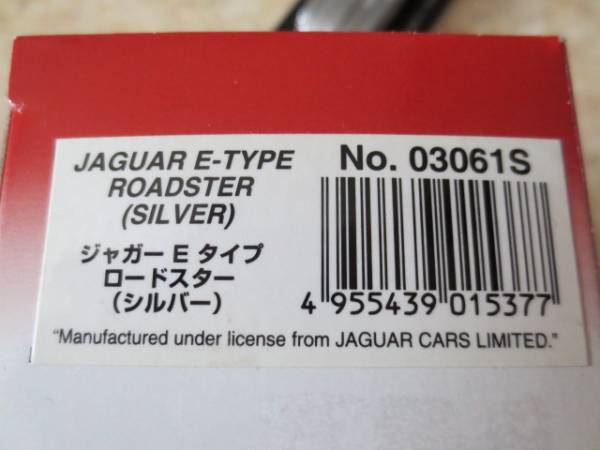 JAGUAR E-TYPE
ROADSTER
(SILVER)
ジャガー E タイプ
ロードスター
（シルバー）
No. 03061S
4 955439 015377
"Manufactured under license from JAGUAR CARS LIMITED."